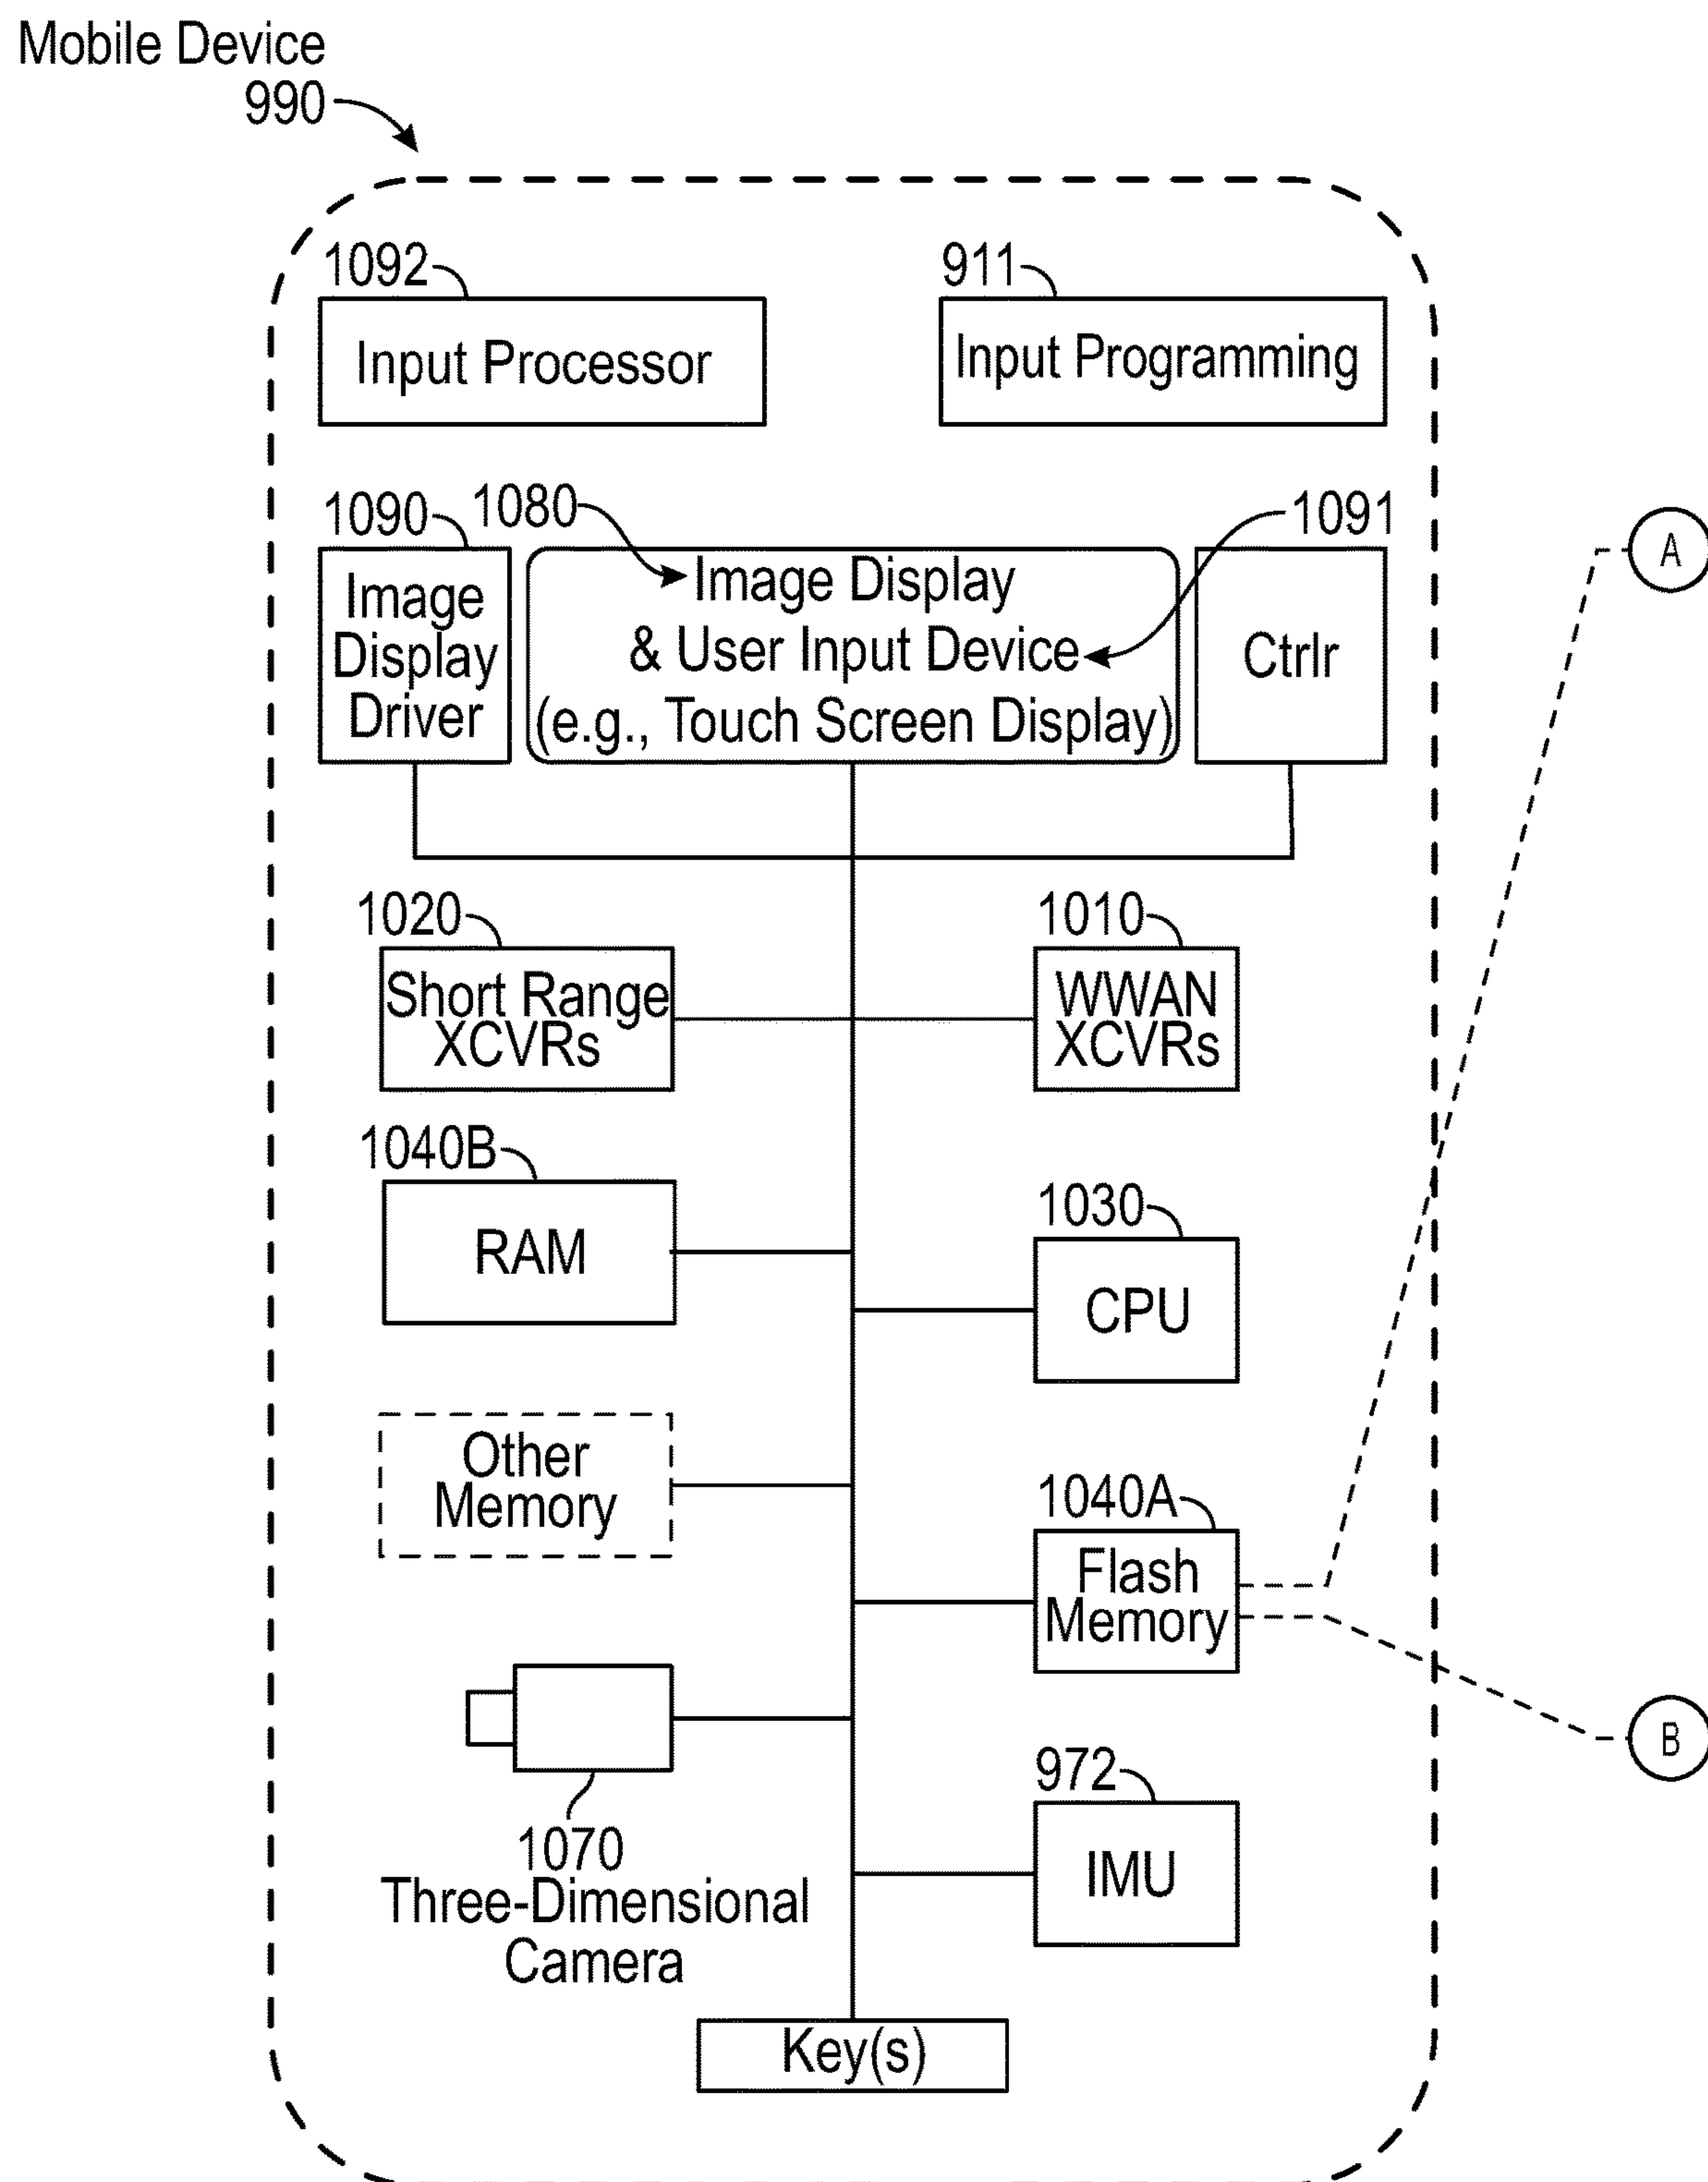 Mobile Device
990
1092
911
Input Processor
Input Programming
1090
1080
1091
Image
Display
Driver
Image Display
& User Input Device
(e.g., Touch Screen Display)
Ctrlr
A
1020
1010
Short Range
XCVRs
WWAN
XCVRs
1040B
RAM
1030
CPU
Other
Memory
1040A
Flash
Memory
B
1070
Three-Dimensional
Camera
972
IMU
Key(s)